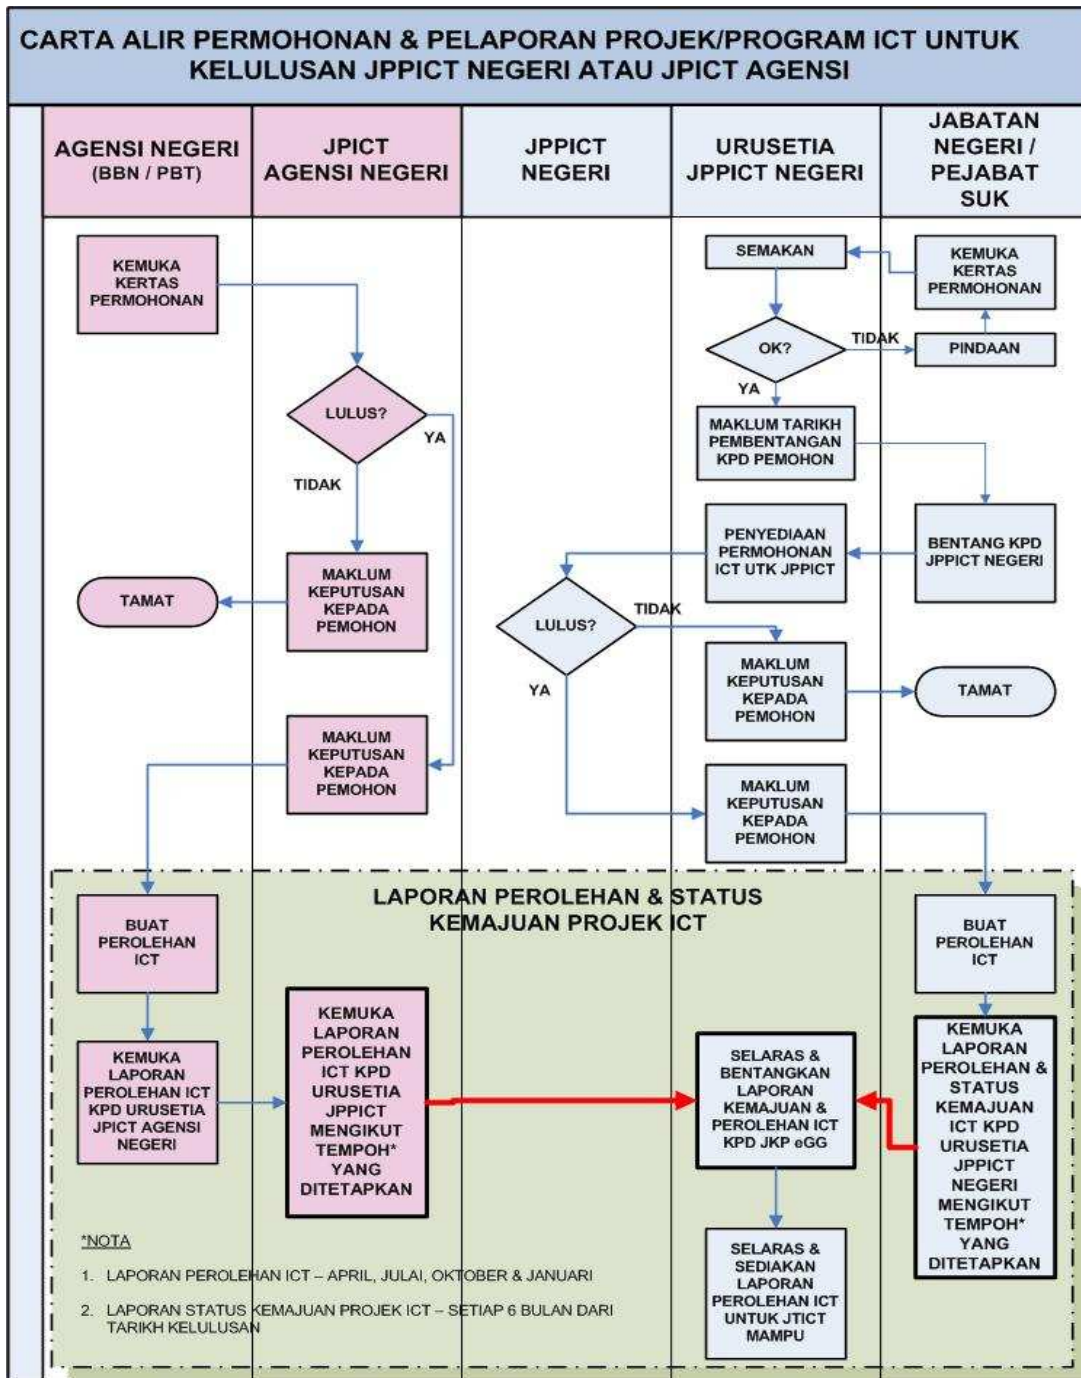 CARTA ALIR PERMOHONAN & PELAPORAN PROJEK/PROGRAM ICT UNTUK
KELULUSAN JPPICT NEGERI ATAU JPICT AGENSI
AGENSI NEGERI
(BBN / PBT)
JPICT
AGENSI NEGERI
JPPICT
NEGERI
URUSETIA
JPPICT NEGERI
JABATAN
NEGERI /
PEJABAT
SUK
KEMUKA
KERTAS
PERMOHONAN
SEMAKAN
KEMUKA
KERTAS
PERMOHONAN
OK?
TIDAK
PINDAAN
YA
LULUS?
YA
TIDAK
MAKLUM TARIKH
PEMBENTANGAN
KPD PEMOHON
PENYEDIAAN
PERMOHONAN
ICT UTK JPPICT
BENTANG KPD
JPPICT NEGERI
TAMAT
MAKLUM
KEPUTUSAN
KEPADA
PEMOHON
LULUS?
TIDAK
YA
MAKLUM
KEPUTUSAN
KEPADA
PEMOHON
TAMAT
MAKLUM
KEPUTUSAN
KEPADA
PEMOHON
MAKLUM
KEPUTUSAN
KEPADA
PEMOHON
LAPORAN PEROLEHAN & STATUS
KEMAJUAN PROJEK ICT
BUAT
PEROLEHAN
ICT
BUAT
PEROLEHAN
ICT
KEMUKA
LAPORAN
PEROLEHAN ICT
KPD URUSETIA
JPICT AGENSI
NEGERI
KEMUKA
LAPORAN
PEROLEHAN
ICT KPD
URUSETIA
JPPICT
MENGIKUT
TEMPOH*
YANG
DITETAPKAN
SELARAS &
BENTANGKAN
LAPORAN
KEMAJUAN &
PEROLEHAN ICT
KPD JKP eGG
KEMUKA
LAPORAN
PEROLEHAN &
STATUS
KEMAJUAN
ICT KPD
URUSETIA
JPPICT
NEGERI
MENGIKUT
TEMPOH*
YANG
DITETAPKAN
SELARAS &
SEDIAKAN
LAPORAN
PEROLEHAN ICT
UNTUK JTICT
MAMPU
*NOTA
1. LAPORAN PEROLEHAN ICT – APRIL, JULAI, OKTOBER & JANUARI
2. LAPORAN STATUS KEMAJUAN PROJEK ICT – SETIAP 6 BULAN DARI
TARIKH KELULUSAN